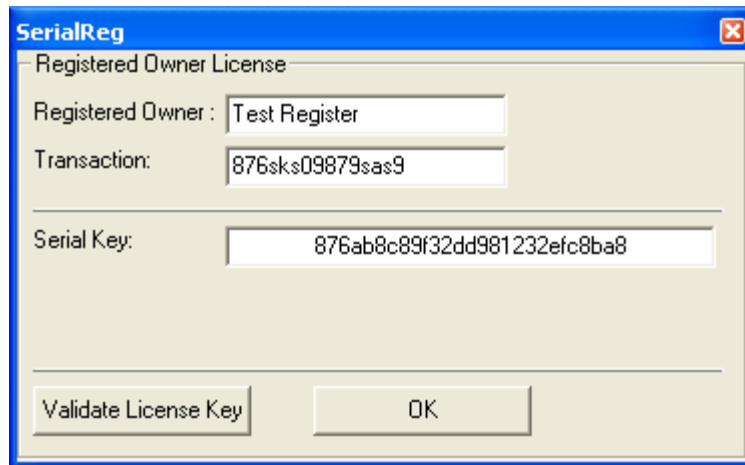 SerialReg
Registered Owner License
Registered Owner : Test Register
Transaction: 876sks09879sas9
Serial Key: 876ab8c89f32dd981232efc8ba8
Validate License Key OK